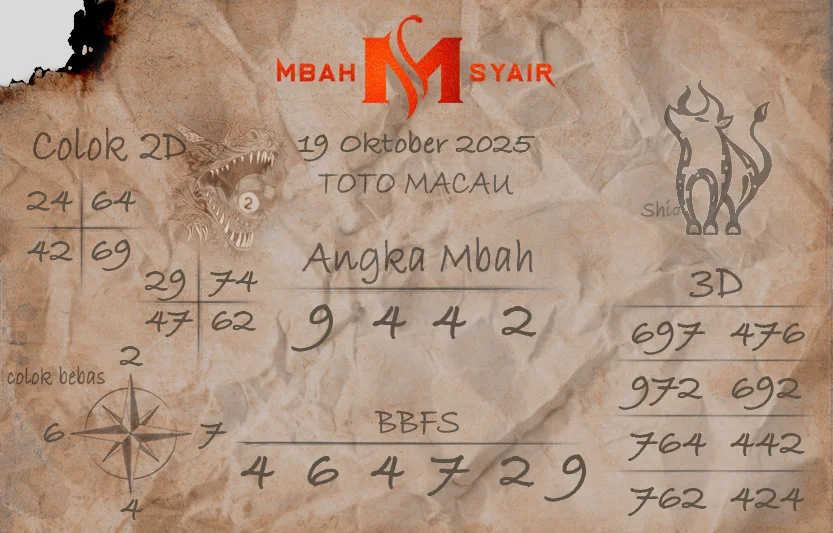 MBAH M SYAIR
19 Oktober 2025
TOTO MACAU
Colok 2D
24 64
42 69
29 74
47 62
2
Shio
Angka Mbah
9 4 4 2
colok bebas
2
6 7
4
BBFS
4 6 4 7 2 9
3D
697 476
972 692
764 442
762 424